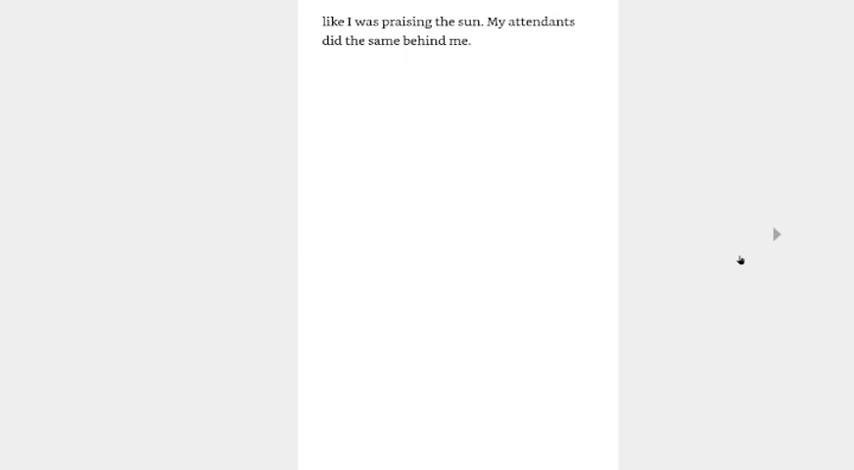 like I was praising the sun. My attendants
did the same behind me.